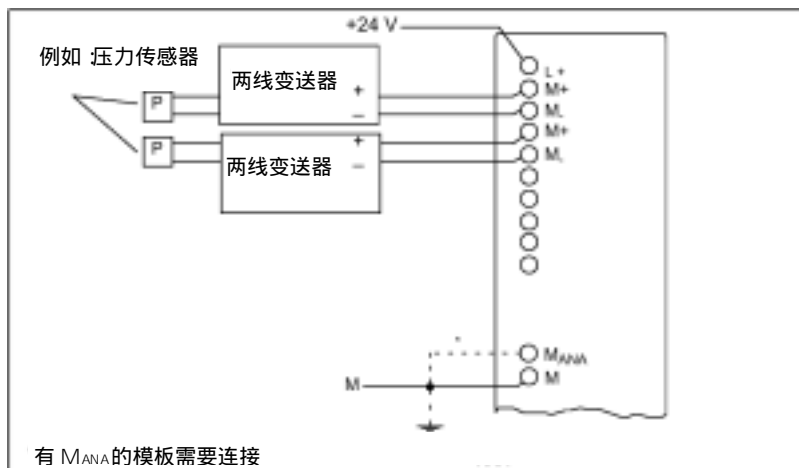 +24 V
例如 :压力传感器
两线变送器
P
+
–
L+
M+
M-
M+
M-
P
两线变送器
+
–
*
MANA
M
M
有 MANA的模板需要连接